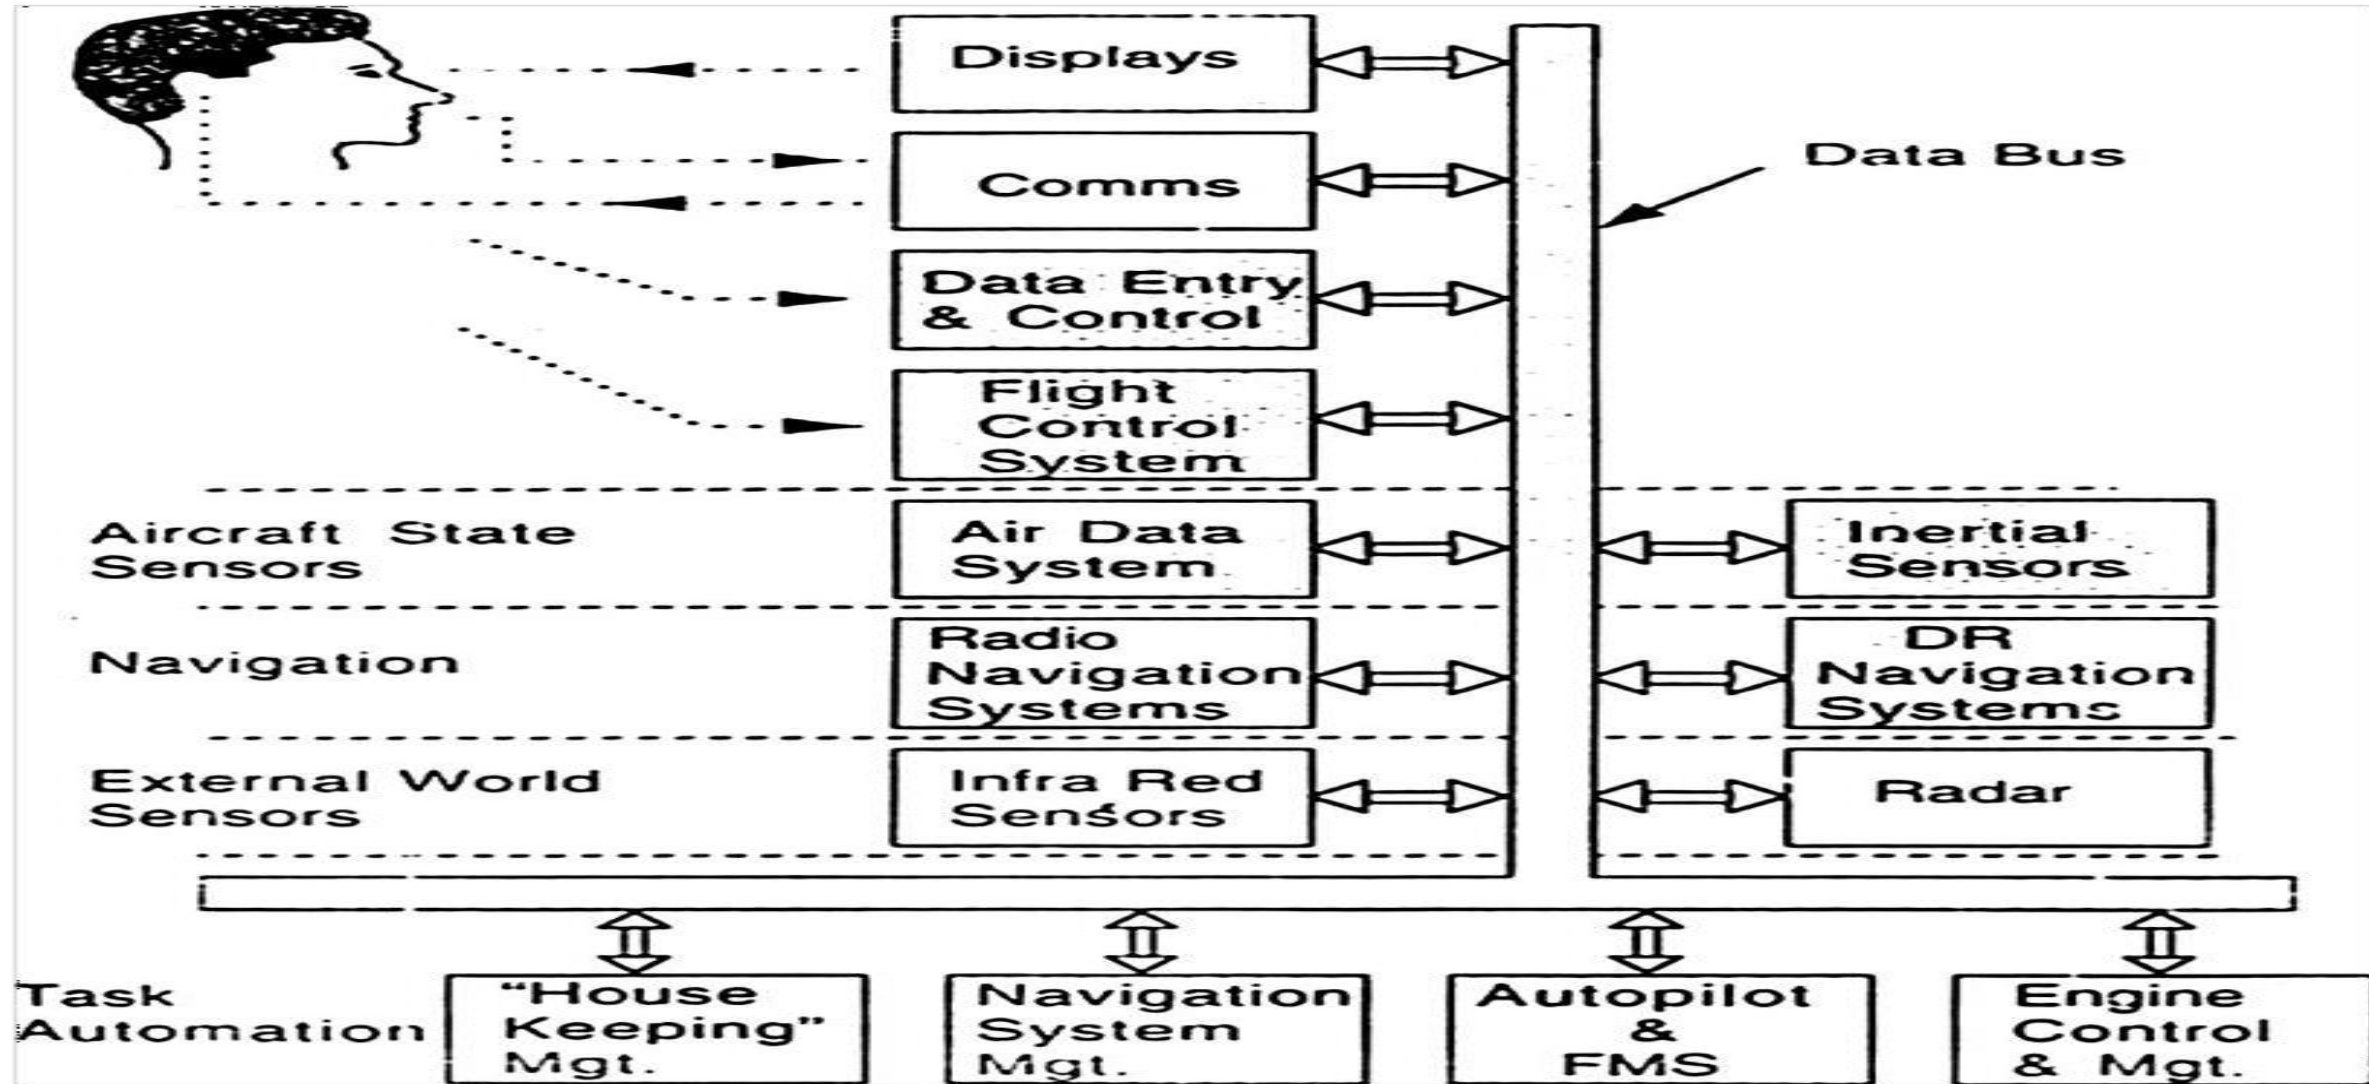 Displays
Comms
Data Bus
Data Entry
& Control
Flight
Control
System
Aircraft State
Sensors
Air Data
System
Inertial
Sensors
Navigation
Radio
Navigation
Systems
DR
Navigation
Systems
External World
Sensors
Infra Red
Sensors
Radar
Task
Automation
“House
Keeping”
Mgt.
Navigation
System
Mgt.
Autopilot
&
FMS
Engine
Control
& Mgt.